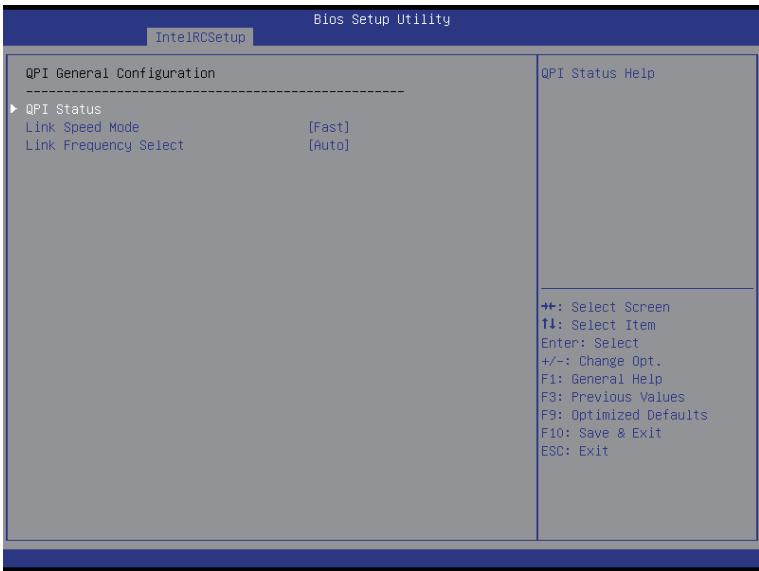 Bios Setup Utility
IntelRCSetup
QPI General Configuration
--------------------------------------------------
QPI Status
Link Speed Mode [Fast]
Link Frequency Select [Auto]
QPI Status Help
→←: Select Screen
↑↓: Select Item
Enter: Select
+/-: Change Opt.
F1: General Help
F3: Previous Values
F9: Optimized Defaults
F10: Save & Exit
ESC: Exit